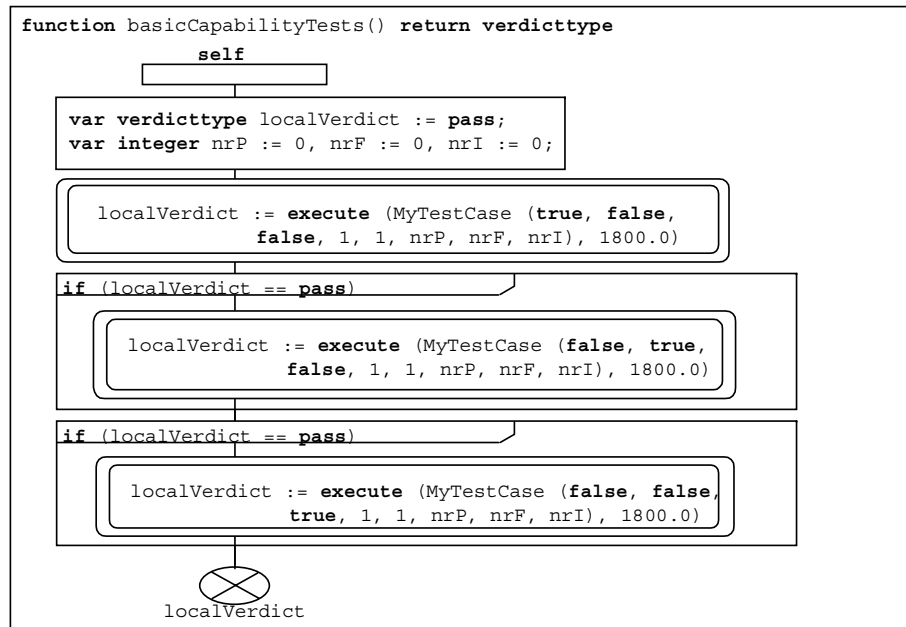 function basicCapabilityTests() return verdicttype
self
var verdicttype localVerdict := pass;
var integer nrP := 0, nrF := 0, nrI := 0;
localVerdict := execute (MyTestCase (true, false,
false, 1, 1, nrP, nrF, nrI), 1800.0)
if (localVerdict == pass)
localVerdict := execute (MyTestCase (false, true,
false, 1, 1, nrP, nrF, nrI), 1800.0)
if (localVerdict == pass)
localVerdict := execute (MyTestCase (false, false,
true, 1, 1, nrP, nrF, nrI), 1800.0)
localVerdict